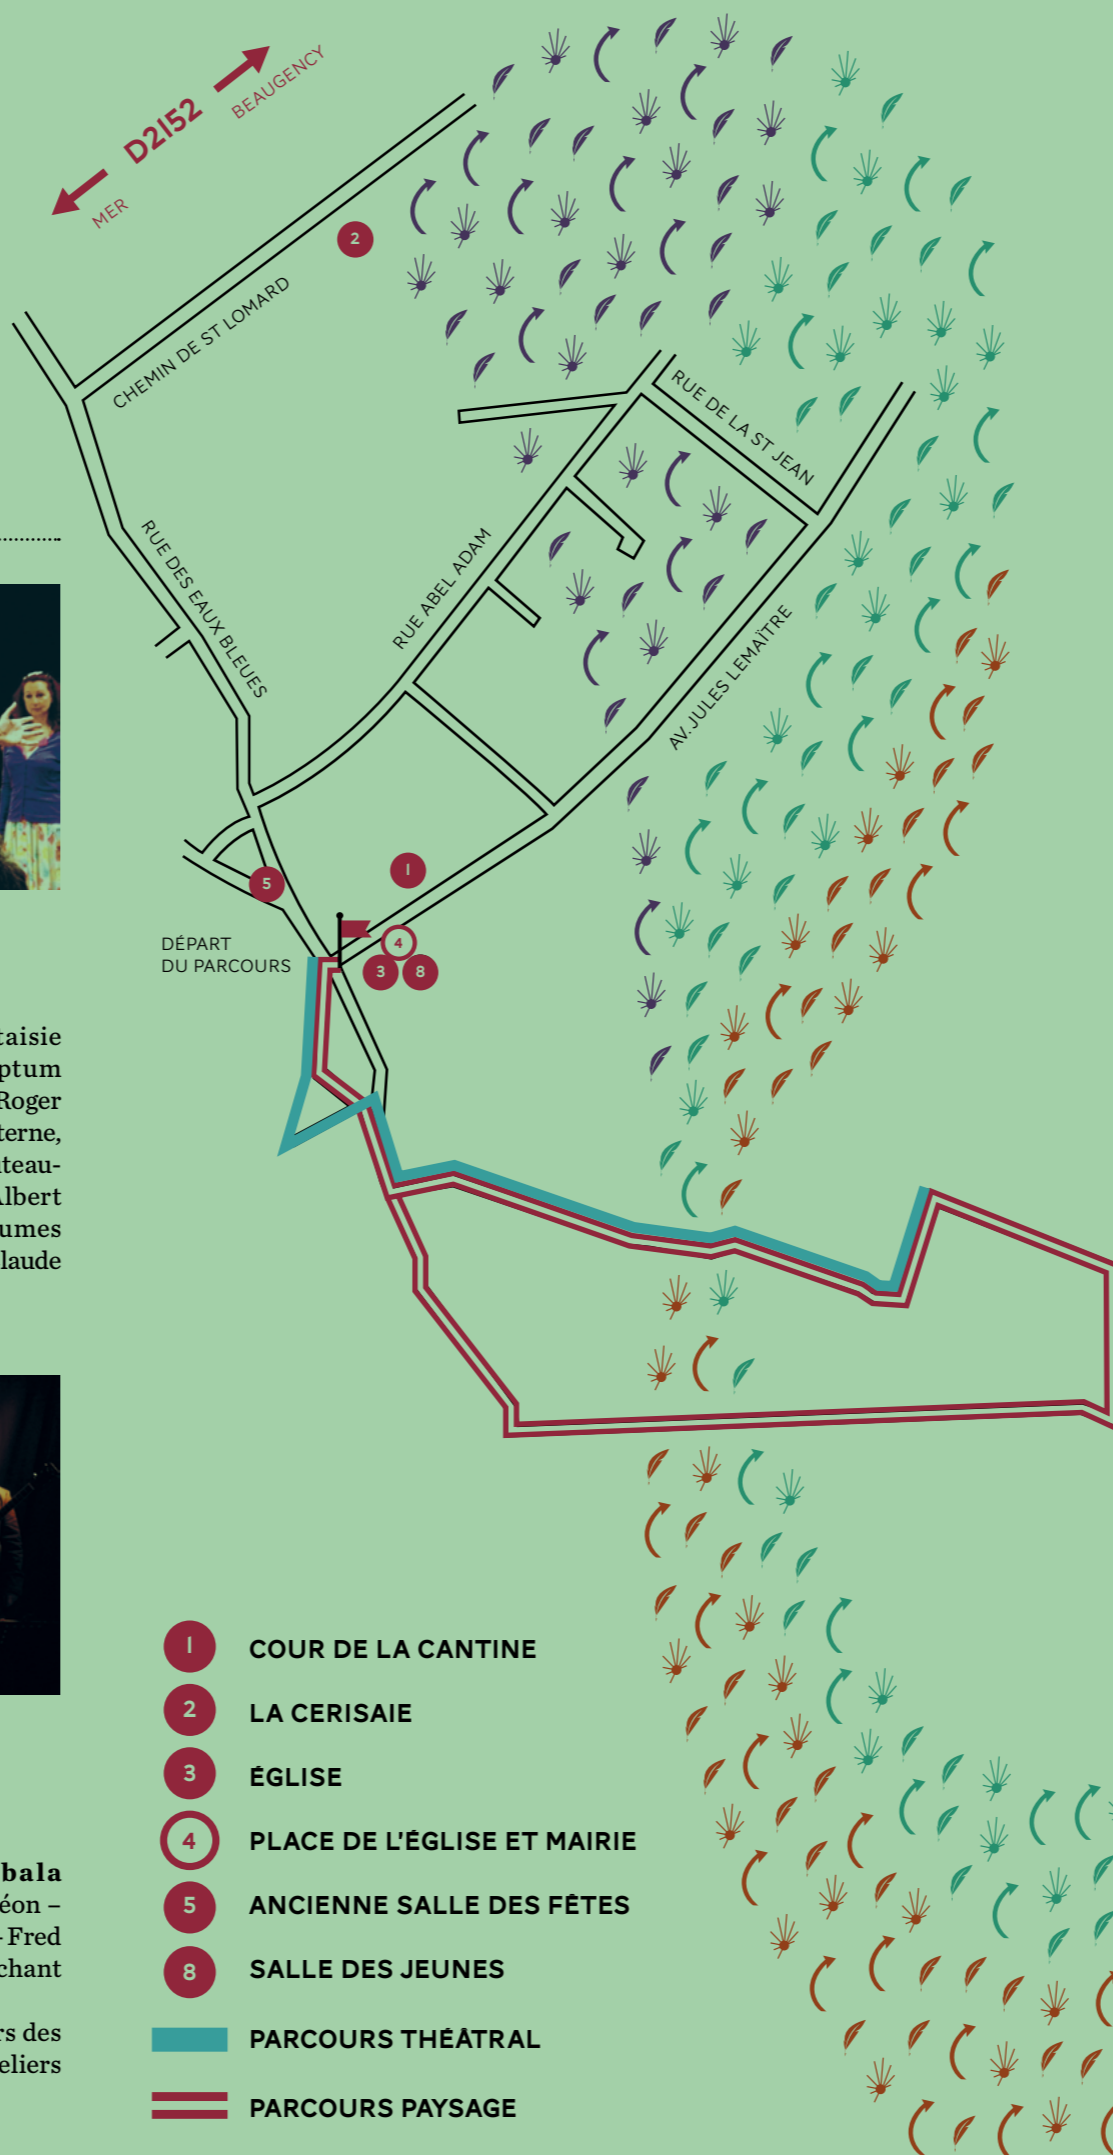 D2152
BEAUGENCY
MER
2
CHEMIN DE ST LOMARD
RUE DE LA ST JEAN
RUE DES EAUX BLEUES
RUE ABEL ADAM
AV. JULES LEMAÎTRE
1
5
DÉPART
DU PARCOURS
4
3
8
taisie
ptum
Roger
terne,
uteau-
Albert
umes
laude
bala
éon –
- Fred
chant
rs des
eliers
1 COUR DE LA CANTINE
2 LA CERISAIE
3 ÉGLISE
4 PLACE DE L'ÉGLISE ET MAIRIE
5 ANCIENNE SALLE DES FÊTES
8 SALLE DES JEUNES
PARCOURS THÉÂTRAL
PARCOURS PAYSAGE